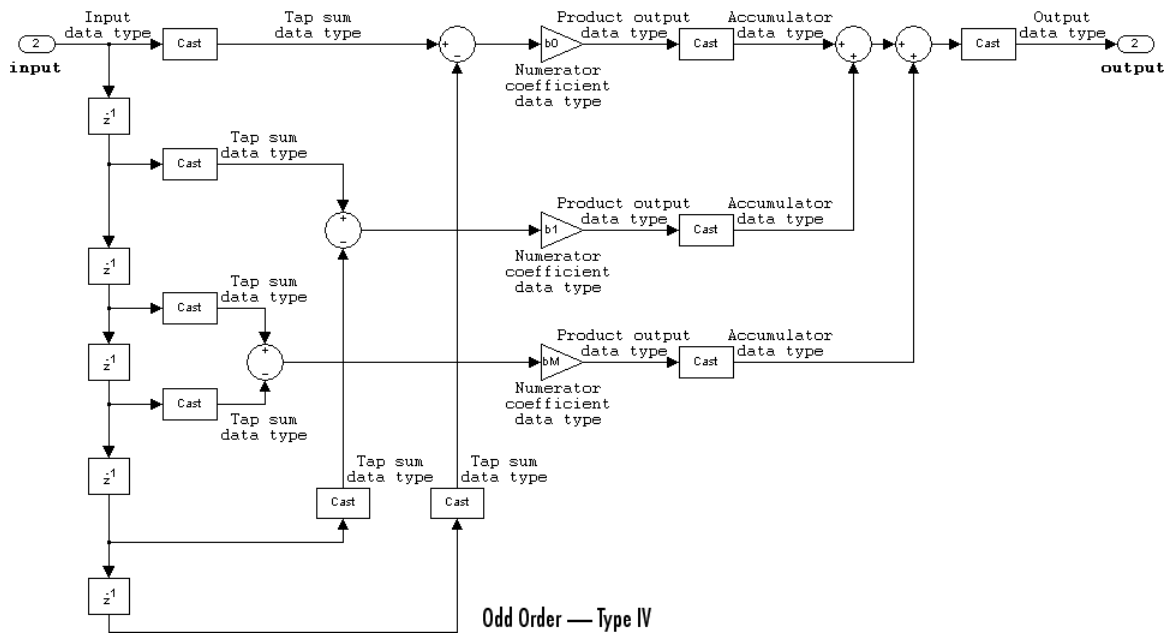 Input
data type
Tap sum
data type
Product output
data type
Accumulator
data type
Output
data type
2
input
Cast
+
−
b0
Cast
+
+
+
+
Cast
2
output
Numerator
coefficient
data type
z-1
Tap sum
data type
Cast
+
−
Product output
data type
Accumulator
data type
b1
Cast
Numerator
coefficient
data type
z-1
Tap sum
data type
Cast
+
−
Product output
data type
Accumulator
data type
z-1
bM
Cast
Numerator
coefficient
data type
Cast
Tap sum
data type
z-1
Tap sum
data type
Tap sum
data type
Cast
Cast
z-1
Odd Order — Type IV